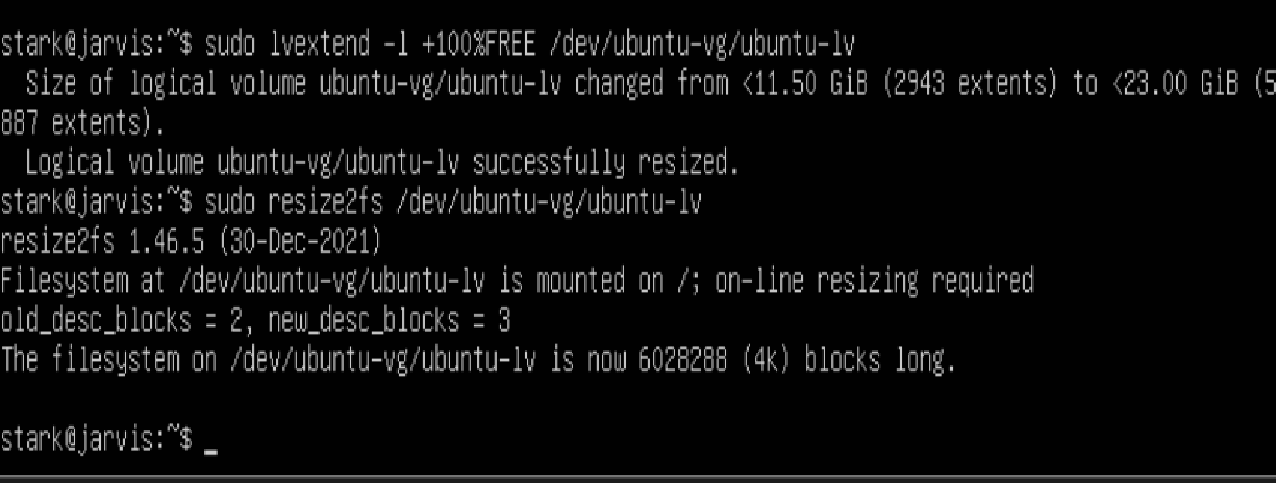 stark@jarvis:~$ sudo lvextend -l +100%FREE /dev/ubuntu-vg/ubuntu-lv
  Size of logical volume ubuntu-vg/ubuntu-lv changed from <11.50 GiB (2943 extents) to <23.00 GiB (5
887 extents).
  Logical volume ubuntu-vg/ubuntu-lv successfully resized.
stark@jarvis:~$ sudo resize2fs /dev/ubuntu-vg/ubuntu-lv
resize2fs 1.46.5 (30-Dec-2021)
Filesystem at /dev/ubuntu-vg/ubuntu-lv is mounted on /; on-line resizing required
old_desc_blocks = 2, new_desc_blocks = 3
The filesystem on /dev/ubuntu-vg/ubuntu-lv is now 6028288 (4k) blocks long.
stark@jarvis:~$ _